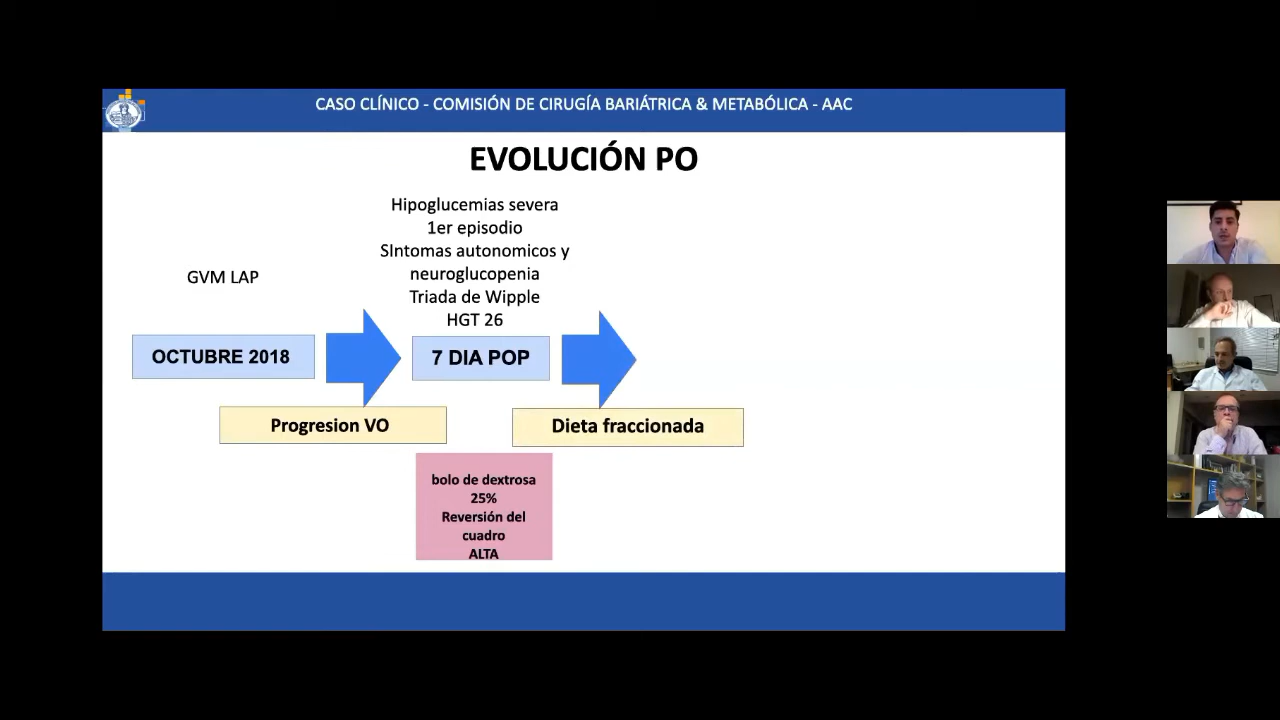 CASO CLÍNICO - COMISIÓN DE CIRUGÍA BARIÁTRICA & METABÓLICA - AAC
EVOLUCIÓN PO
GVM LAP
OCTUBRE 2018
Progresion VO
Hipoglucemias severa
1er episodio
SIntomas autonomicos y
neuroglucopenia
Triada de Wipple
HGT 26
7 DIA POP
Dieta fraccionada
bolo de dextrosa
25%
Reversión del
cuadro
ALTA